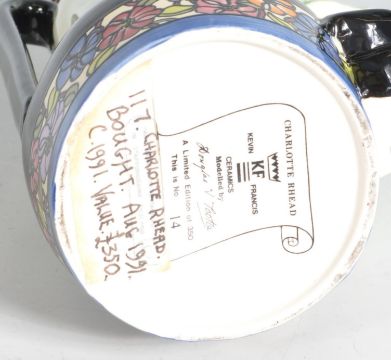 117. CHARLOTTE RHEAD.
BOUGHT. AUG 1991.
C.1991. VALUE. £350.
CHARLOTTE RHEAD
KEVIN KF FRANCIS
CERAMICS
Modelled by
A Limited Edition of 350
This is No 14